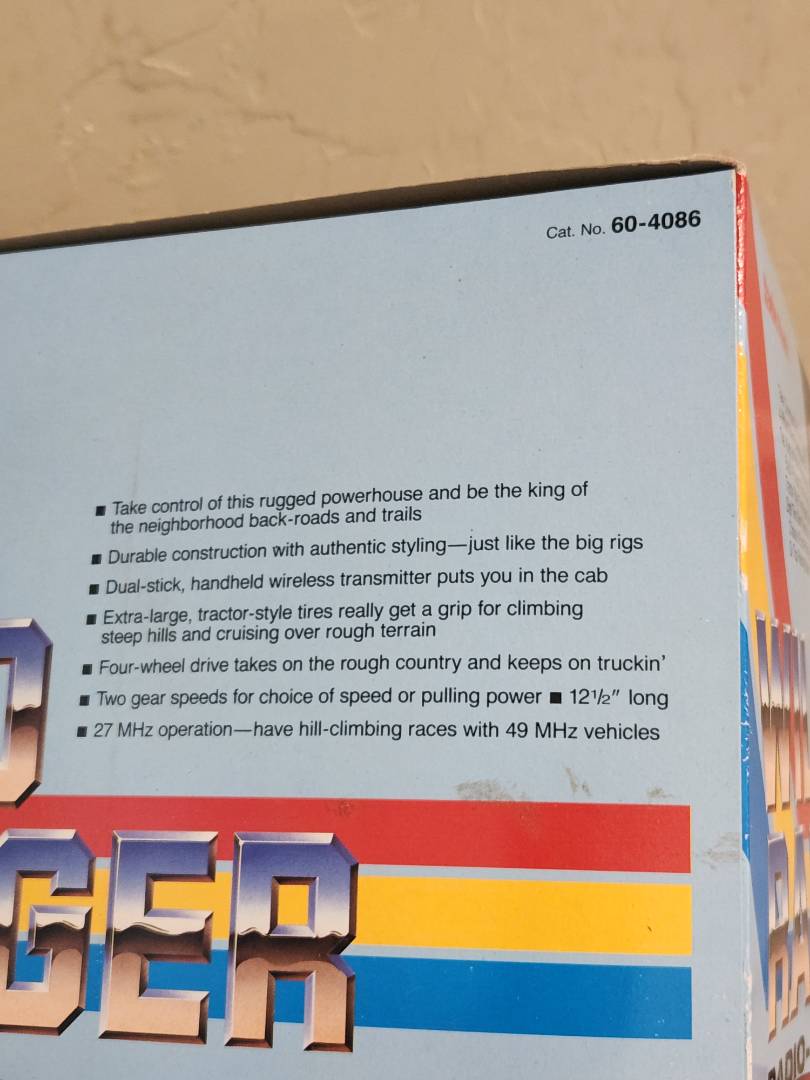 Cat. No. 60-4086
■ Take control of this rugged powerhouse and be the king of
the neighborhood back-roads and trails
■ Durable construction with authentic styling—just like the big rigs
■ Dual-stick, handheld wireless transmitter puts you in the cab
■ Extra-large, tractor-style tires really get a grip for climbing
steep hills and cruising over rough terrain
■ Four-wheel drive takes on the rough country and keeps on truckin'
■ Two gear speeds for choice of speed or pulling power ■ 12½" long
■ 27 MHz operation—have hill-climbing races with 49 MHz vehicles
D
GER
WIL
RA
RADIO-